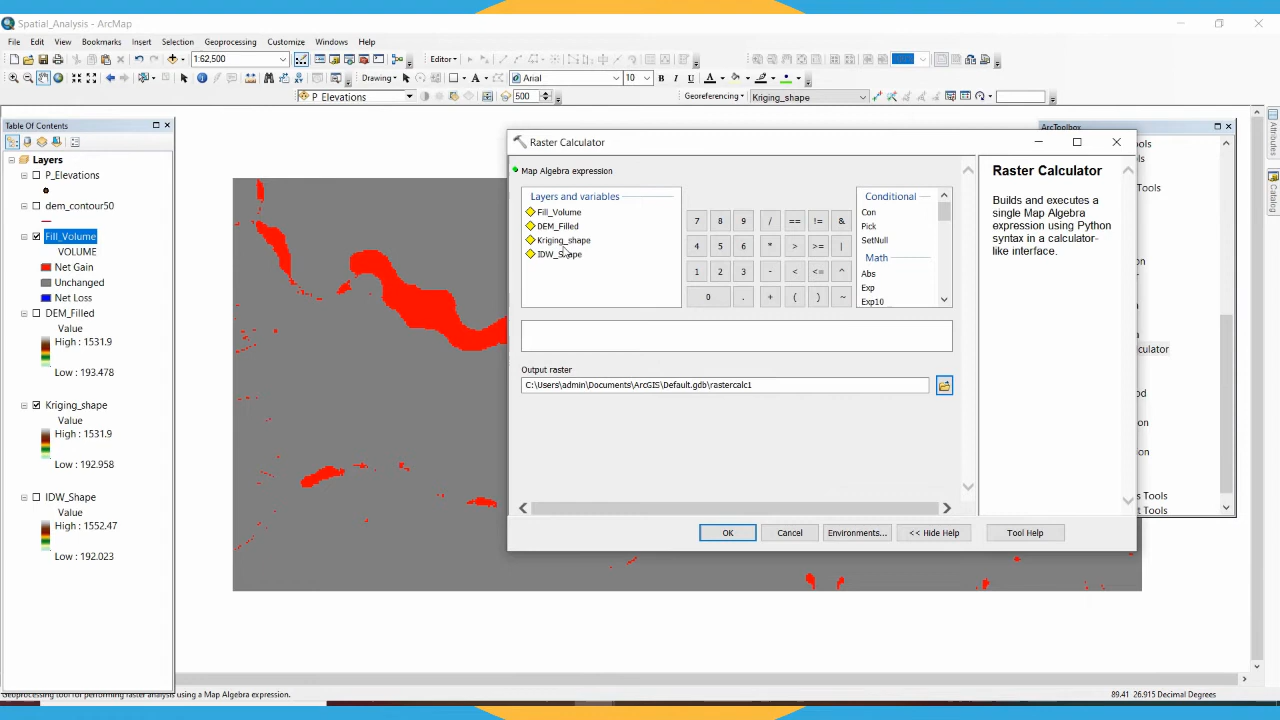 Spatial_Analysis - ArcMap
File Edit View Bookmarks Insert Selection Geoprocessing Customize Windows Help
1:62,500
Editor
Drawing
Arial
10
B I U A
P_Elevations
500
Georeferencing
Kriging_shape
Table Of Contents
Layers
P_Elevations
dem_contour50
Fill_Volume
VOLUME
Net Gain
Unchanged
Net Loss
DEM_Filled
Value
High : 1531.9
Low : 193.478
Kriging_shape
Value
High : 1531.9
Low : 192.958
IDW_Shape
Value
High : 1552.47
Low : 192.023
ArcToolbox
Attributes
Catalog
Raster Calculator
Map Algebra expression
Layers and variables
Fill_Volume
DEM_Filled
Kriging_shape
IDW_Shape
7 8 9 / == != &
4 5 6 * > >= |
1 2 3 - < <= ^
0 . + ( ) ~
Conditional
Con
Pick
SetNull
Math
Abs
Exp
Exp10
Output raster
C:\Users\admin\Documents\ArcGIS\Default.gdb\rastercalc1
OK Cancel Environments... << Hide Help Tool Help
Raster Calculator
Builds and executes a
single Map Algebra
expression using Python
syntax in a calculator-
like interface.
s Tools
t Tools
Geoprocessing tool for performing raster analysis using a Map Algebra expression.
89.41 26.915 Decimal Degrees